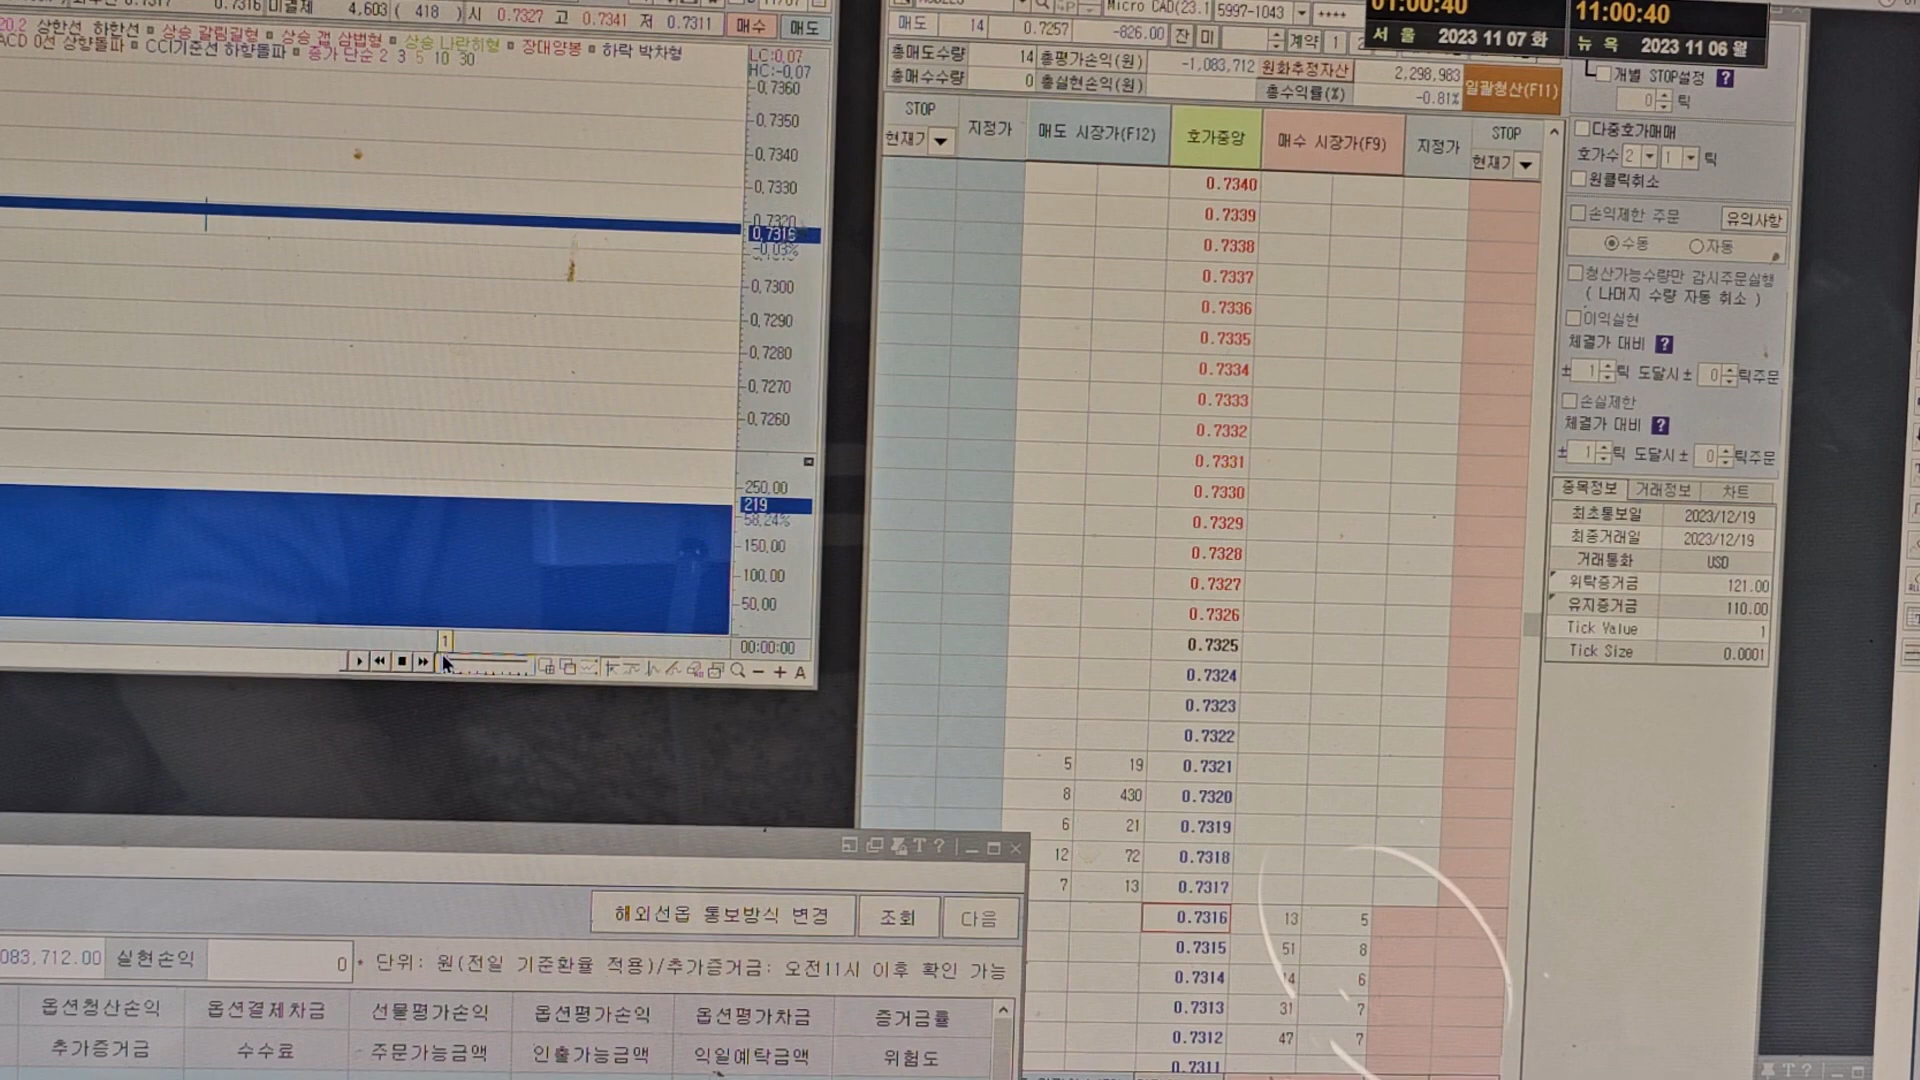 0.7316 미결제 4,603 ( 418 ) 시 0.7327 고 0.7341 저 0.7311 매수 매도
20.2 상한선, 하한선 상승 갈림길형 상승 갭 삼법형 상승 나란히형 장대양봉 하락 박차형
ACD 0선 상향돌파 CCI기준선 하향돌파 종가 단순 2 3 5 10 30
LC:0.07
HC:-0.07
0.7360
0.7350
0.7340
0.7330
0.7320
0.7316
-0.03%
0.7300
0.7290
0.7280
0.7270
0.7260
250.00
219
58.24%
150.00
100.00
50.00
1
00:00:00
A
Micro CAD(23.1 5997-1043 ****
매도 14 0.7257 -826.00 잔 미 계약 1
총매도수량 14 총평가손익(원) -1,083,712 원화추정자산 2,298,983 일괄청산(F11)
총매수수량 0 총실현손익(원) 총수익률(%) -0.81%
STOP 지정가 매도 시장가(F12) 호가중앙 매수 시장가(F9) 지정가 STOP
현재가 현재가
0.7340
0.7339
0.7338
0.7337
0.7336
0.7335
0.7334
0.7333
0.7332
0.7331
0.7330
0.7329
0.7328
0.7327
0.7326
0.7325
0.7324
0.7323
0.7322
5 19 0.7321
8 430 0.7320
6 21 0.7319
12 72 0.7318
7 13 0.7317
0.7316 13 5
0.7315 51 8
0.7314 14 6
0.7313 31 7
0.7312 47 7
0.7311
01:00:40
서 울 2023 11 07 화
11:00:40
뉴 욕 2023 11 06 월
개별 STOP설정 ?
0 틱
다중호가매매
호가수 2 1 틱
원클릭취소
손익제한 주문 유의사항
수동 자동
청산가능수량만 감시주문실행
( 나머지 수량 자동 취소 )
이익실현
체결가 대비 ?
± 1 틱 도달시 ± 0 틱주문
손실제한
체결가 대비 ?
± 1 틱 도달시 ± 0 틱주문
종목정보 거래정보 차트
최초통보일 2023/12/19
최종거래일 2023/12/19
거래통화 USD
위탁증거금 121.00
유지증거금 110.00
Tick Value 1
Tick Size 0.0001
T ?
해외선옵 통보방식 변경 조회 다음
083,712.00 실현손익 0 * 단위: 원(전일 기준환율 적용)/추가증거금: 오전11시 이후 확인 가능
옵션청산손익 옵션결제차금 선물평가손익 옵션평가손익 옵션평가차금 증거금률
추가증거금 수수료 주문가능금액 인출가능금액 익일예탁금액 위험도
T ?